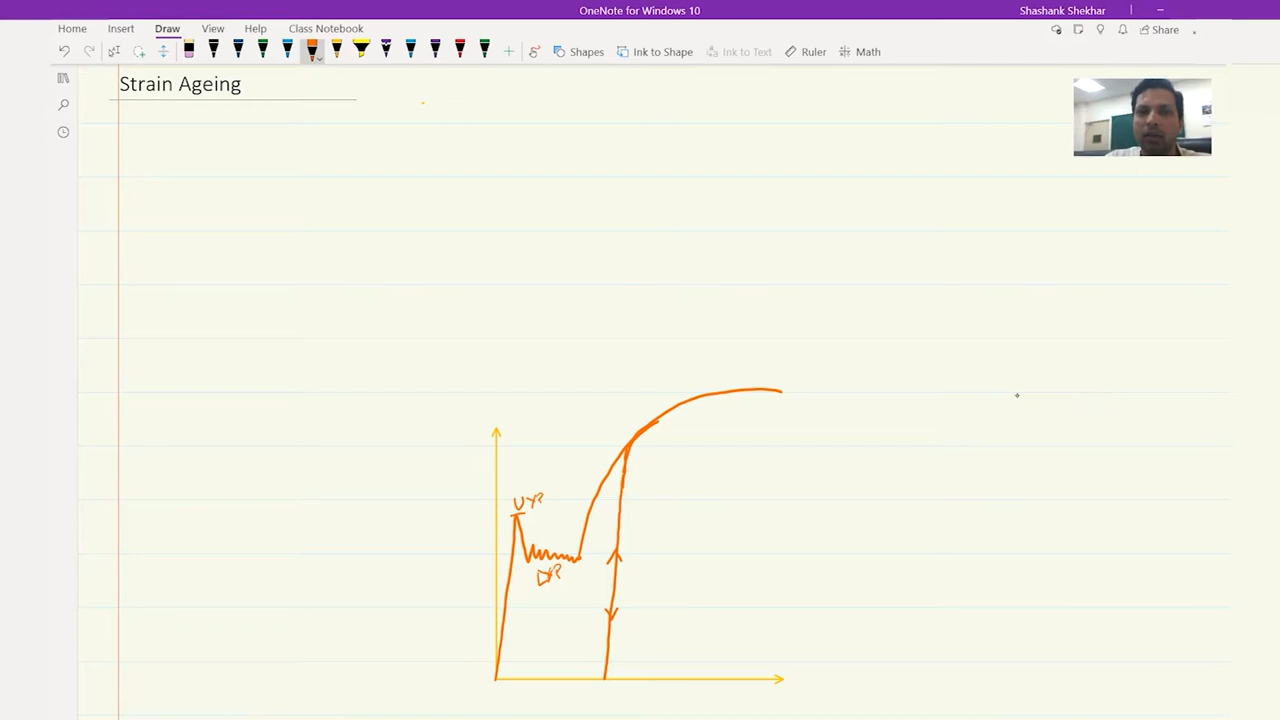 OneNote for Windows 10
Shashank Shekhar
Home Insert Draw View Help Class Notebook
Share
Shapes Ink to Shape Ink to Text Ruler Math
Strain Ageing
UYP
LYP